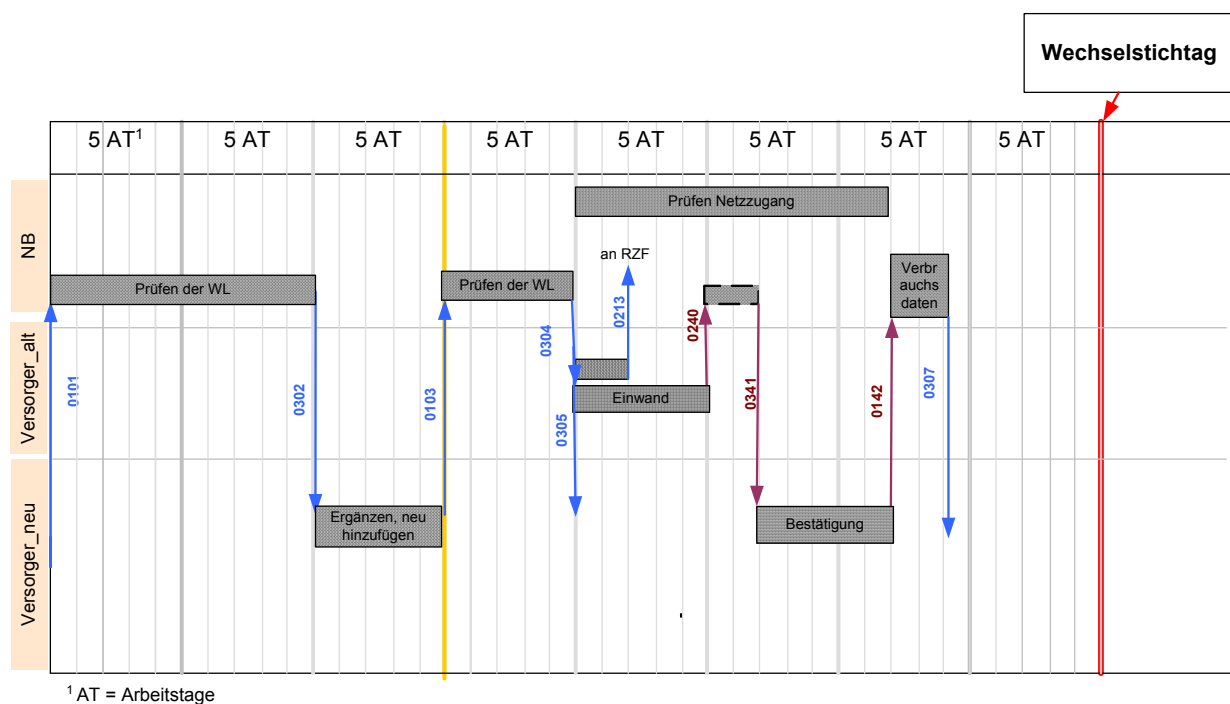 Wechselstichtag
5 AT¹
5 AT
5 AT
5 AT
5 AT
5 AT
5 AT
5 AT
NB
Prüfen Netzzugang
an RZF
Prüfen der WL
Prüfen der WL
Verbr
auchs
daten
0213
0240
0304
Versorger_alt
0101
0302
0103
Einwand
0305
0341
0142
0307
Versorger_neu
Ergänzen, neu
hinzufügen
Bestätigung
¹ AT = Arbeitstage